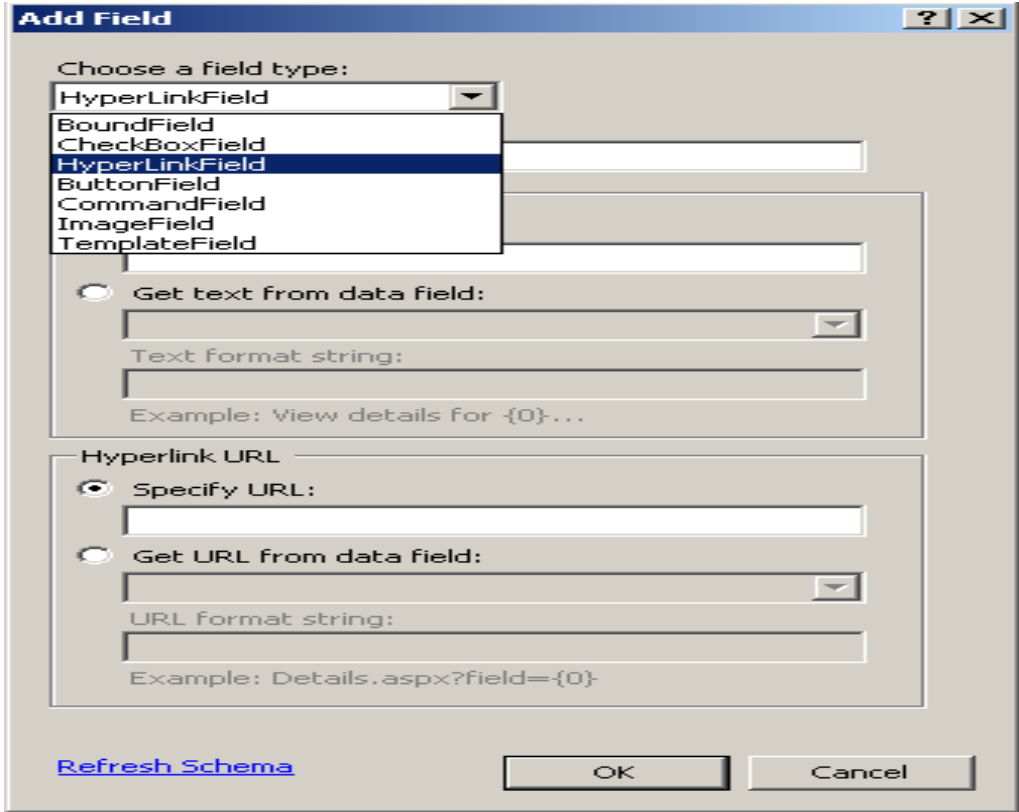 Add Field
Choose a field type:
HyperLinkField
BoundField
CheckBoxField
HyperLinkField
ButtonField
CommandField
ImageField
TemplateField
Get text from data field:
Text format string:
Example: View details for {0}...
Hyperlink URL
Specify URL:
Get URL from data field:
URL format string:
Example: Details.aspx?field={0}
Refresh Schema
OK
Cancel